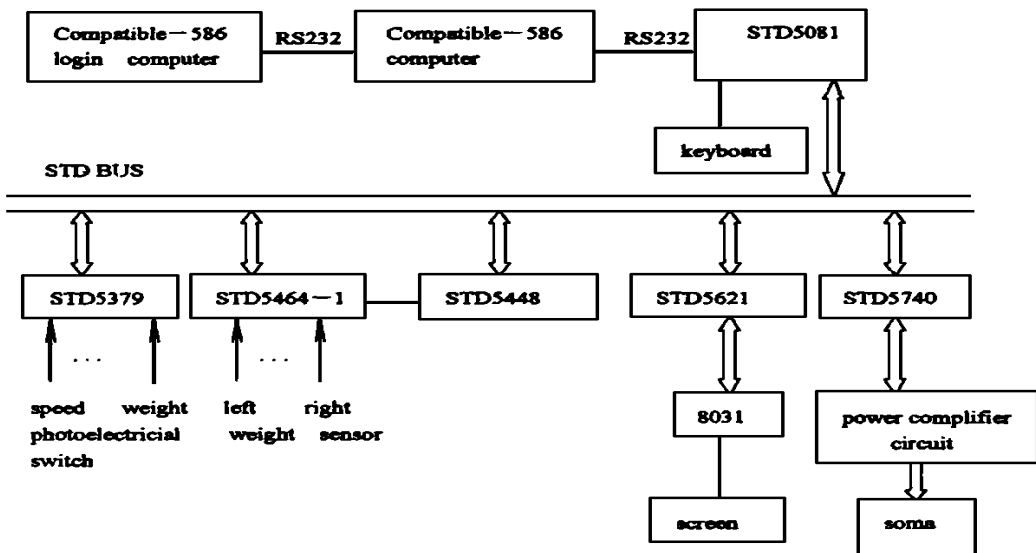 Compatible－586
login computer
RS232
Compatible－586
computer
RS232
STD5081
keyboard
STD BUS
STD5379
STD5464－1
STD5448
STD5621
STD5740
...
...
speed weight
photoelectricial
switch
left right
weight sensor
8031
power complifier
circuit
screen
soma